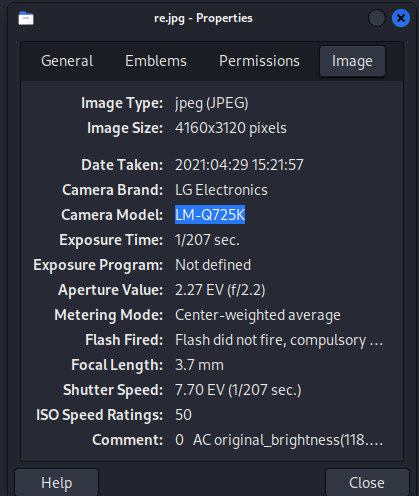 re.jpg - Properties
General Emblems Permissions Image
Image Type: jpeg (JPEG)
Image Size: 4160x3120 pixels
Date Taken: 2021:04:29 15:21:57
Camera Brand: LG Electronics
Camera Model: LM-Q725K
Exposure Time: 1/207 sec.
Exposure Program: Not defined
Aperture Value: 2.27 EV (f/2.2)
Metering Mode: Center-weighted average
Flash Fired: Flash did not fire, compulsory ...
Focal Length: 3.7 mm
Shutter Speed: 7.70 EV (1/207 sec.)
ISO Speed Ratings: 50
Comment: 0 AC original_brightness(118....
Help Close